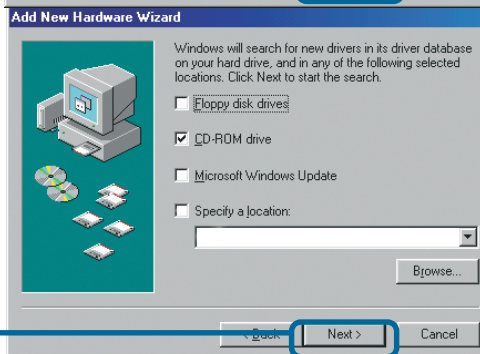 Add New Hardware Wizard
Windows will search for new drivers in its driver database
on your hard drive, and in any of the following selected
locations. Click Next to start the search.
Floppy disk drives
CD-ROM drive
Microsoft Windows Update
Specify a location:
Browse...
< Back Next > Cancel